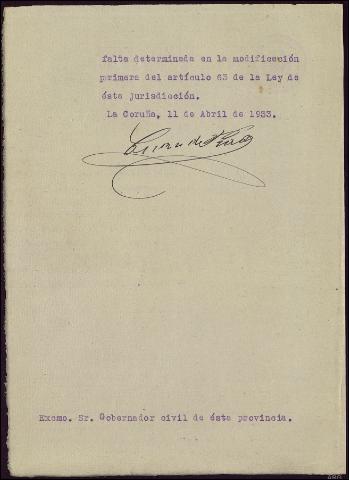 falta determinada en la modificación
primera del artículo 63 de la Ley de
ésta jurisdicción.
La Coruña, 11 de Abril de 1933.
Excmo. Sr. Gobernador civil de ésta provincia.